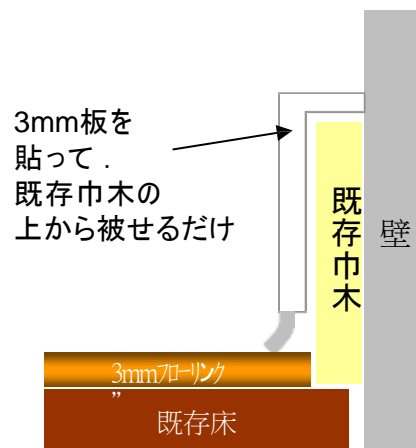 3mm板を
貼って．
既存巾木の
上から被せるだけ
既存巾木
壁
3mmフローリンク
”
既存床